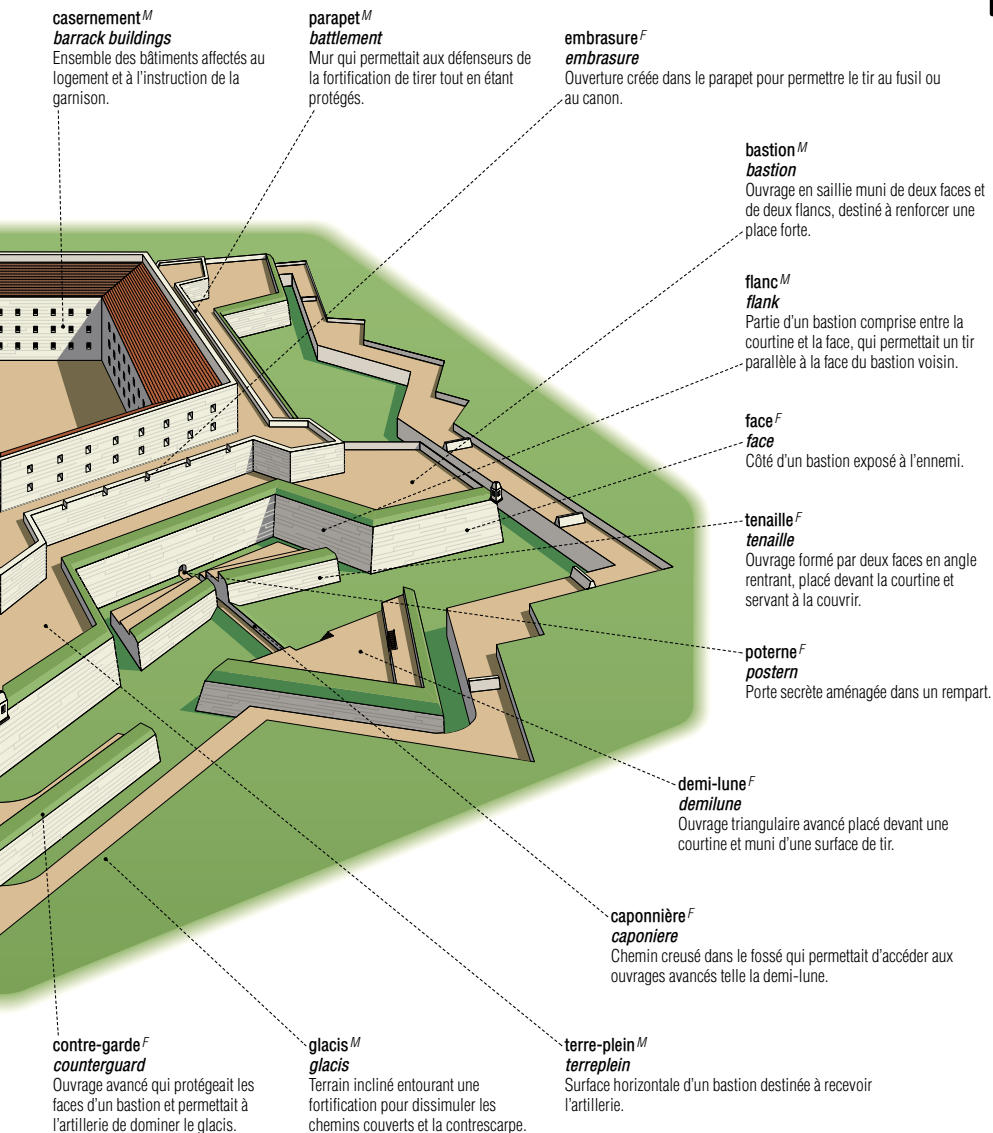 casernement M
barrack buildings
Ensemble des bâtiments affectés au
logement et à l'instruction de la
garnison.
parapet M
battlement
Mur qui permettait aux défenseurs de
la fortification de tirer tout en étant
protégés.
embrasure F
embrasure
Ouverture créée dans le parapet pour permettre le tir au fusil ou
au canon.
bastion M
bastion
Ouvrage en saillie muni de deux faces et
de deux flancs, destiné à renforcer une
place forte.
flanc M
flank
Partie d'un bastion comprise entre la
courtine et la face, qui permettait un tir
parallèle à la face du bastion voisin.
face F
face
Côté d'un bastion exposé à l'ennemi.
tenaille F
tenaille
Ouvrage formé par deux faces en angle
rentrant, placé devant la courtine et
servant à la couvrir.
poterne F
postern
Porte secrète aménagée dans un rempart.
demi-lune F
demilune
Ouvrage triangulaire avancé placé devant une
courtine et muni d'une surface de tir.
caponnière F
caponiere
Chemin creusé dans le fossé qui permettait d'accéder aux
ouvrages avancés telle la demi-lune.
contre-garde F
counterguard
Ouvrage avancé qui protégeait les
faces d'un bastion et permettait à
l'artillerie de dominer le glacis.
glacis M
glacis
Terrain incliné entourant une
fortification pour dissimuler les
chemins couverts et la contrescarpe.
terre-plein M
terreplein
Surface horizontale d'un bastion destinée à recevoir
l'artillerie.